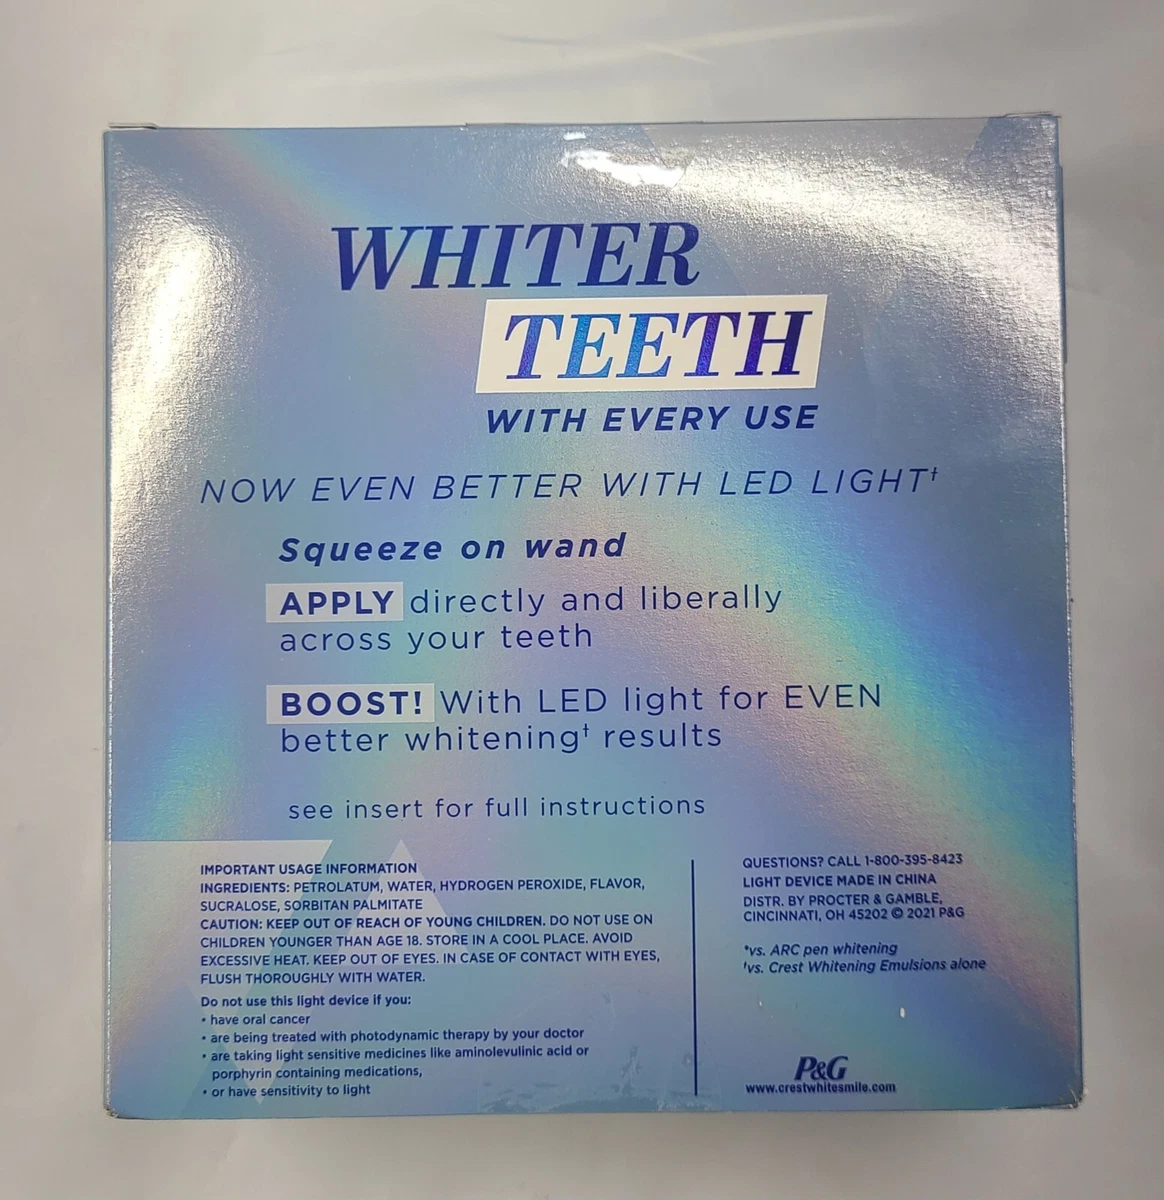 WHITER
TEETH
WITH EVERY USE
NOW EVEN BETTER WITH LED LIGHT†
Squeeze on wand
APPLY directly and liberally
across your teeth
BOOST! With LED light for EVEN
better whitening† results
see insert for full instructions
IMPORTANT USAGE INFORMATION
INGREDIENTS: PETROLATUM, WATER, HYDROGEN PEROXIDE, FLAVOR,
SUCRALOSE, SORBITAN PALMITATE
CAUTION: KEEP OUT OF REACH OF YOUNG CHILDREN. DO NOT USE ON
CHILDREN YOUNGER THAN AGE 18. STORE IN A COOL PLACE. AVOID
EXCESSIVE HEAT. KEEP OUT OF EYES. IN CASE OF CONTACT WITH EYES,
FLUSH THOROUGHLY WITH WATER.
Do not use this light device if you:
• have oral cancer
• are being treated with photodynamic therapy by your doctor
• are taking light sensitive medicines like aminolevulinic acid or
porphyrin containing medications,
• or have sensitivity to light
QUESTIONS? CALL 1-800-395-8423
LIGHT DEVICE MADE IN CHINA
DISTR. BY PROCTER & GAMBLE,
CINCINNATI, OH 45202 © 2021 P&G
*vs. ARC pen whitening
†vs. Crest Whitening Emulsions alone
P&G
www.crestwhitesmile.com